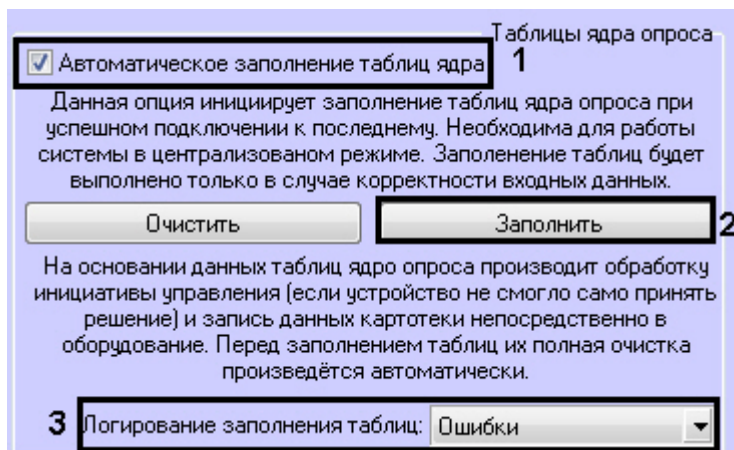 Таблицы ядра опроса
Автоматическое заполнение таблиц ядра 1
Данная опция инициирует заполнение таблиц ядра опроса при
успешном подключении к последнему. Необходима для работы
системы в централизованом режиме. Заполенение таблиц будет
выполнено только в случае корректности входных данных.
Очистить Заполнить 2
На основании данных таблиц ядро опроса производит обработку
инициативы управления (если устройство не смогло само принять
решение) и запись данных картотеки непосредственно в
оборудование. Перед заполнением таблиц их полная очистка
произведётся автоматически.
3 Логирование заполнения таблиц: Ошибки